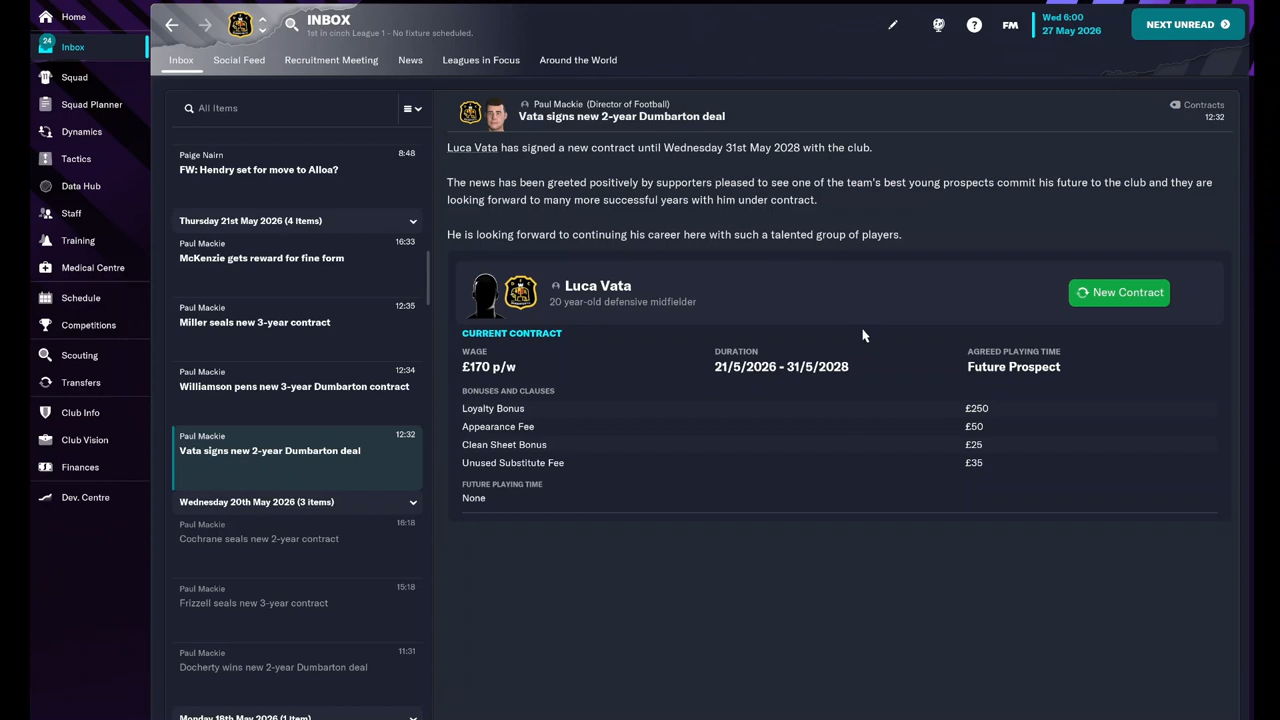 Home
24
Inbox
Squad
Squad Planner
Dynamics
Tactics
Data Hub
Staff
Training
Medical Centre
Schedule
Competitions
Scouting
Transfers
Club Info
Club Vision
Finances
Dev. Centre
INBOX
1st in cinch League 1 - No fixture scheduled.
FM
Wed 6:00
27 May 2026
NEXT UNREAD
Inbox
Social Feed
Recruitment Meeting
News
Leagues in Focus
Around the World
All Items
Paige Nairn 8:48
FW: Hendry set for move to Alloa?
Thursday 21st May 2026 (4 items)
Paul Mackie 16:33
McKenzie gets reward for fine form
Paul Mackie 12:35
Miller seals new 3-year contract
Paul Mackie 12:34
Williamson pens new 3-year Dumbarton contract
Paul Mackie 12:32
Vata signs new 2-year Dumbarton deal
Wednesday 20th May 2026 (3 items)
Paul Mackie 16:18
Cochrane seals new 2-year contract
Paul Mackie 15:18
Frizzell seals new 3-year contract
Paul Mackie 11:31
Docherty wins new 2-year Dumbarton deal
Monday 18th May 2026 (1 item)
Paul Mackie (Director of Football)
Vata signs new 2-year Dumbarton deal
Contracts
12:32
Luca Vata has signed a new contract until Wednesday 31st May 2028 with the club.
The news has been greeted positively by supporters pleased to see one of the team's best young prospects commit his future to the club and they are
looking forward to many more successful years with him under contract.
He is looking forward to continuing his career here with such a talented group of players.
Luca Vata
20 year-old defensive midfielder
New Contract
CURRENT CONTRACT
WAGE DURATION AGREED PLAYING TIME
£170 p/w 21/5/2026 - 31/5/2028 Future Prospect
BONUSES AND CLAUSES
Loyalty Bonus £250
Appearance Fee £50
Clean Sheet Bonus £25
Unused Substitute Fee £35
FUTURE PLAYING TIME
None